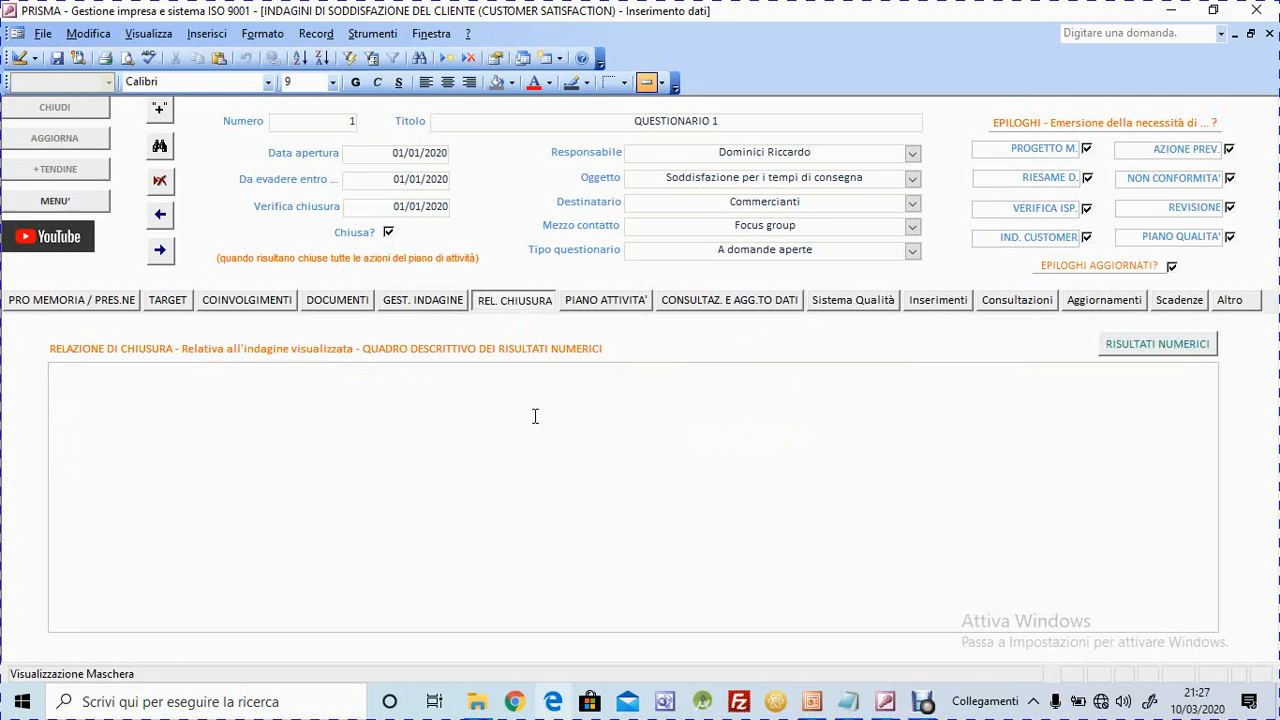 PRISMA - Gestione impresa e sistema ISO 9001 - [INDAGINI DI SODDISFAZIONE DEL CLIENTE (CUSTOMER SATISFACTION) - Inserimento dati]
File Modifica Visualizza Inserisci Formato Record Strumenti Finestra ? Digitare una domanda.
Calibri 9 G C S A
CHIUDI "+" Numero 1 Titolo QUESTIONARIO 1 EPILOGHI - Emersione della necessità di ... ?
AGGIORNA Data apertura 01/01/2020 Responsabile Dominici Riccardo PROGETTO M. AZIONE PREV.
+ TENDINE Da evadere entro ... 01/01/2020 Oggetto Soddisfazione per i tempi di consegna RIESAME D. NON CONFORMITA'
MENU' Verifica chiusura 01/01/2020 Destinatario Commercianti VERIFICA ISP. REVISIONE
YouTube Chiusa? Mezzo contatto Focus group IND. CUSTOMER PIANO QUALITA'
(quando risultano chiuse tutte le azioni del piano di attività) Tipo questionario A domande aperte EPILOGHI AGGIORNATI?
PRO MEMORIA / PRES.NE TARGET COINVOLGIMENTI DOCUMENTI GEST. INDAGINE REL. CHIUSURA PIANO ATTIVITA' CONSULTAZ. E AGG.TO DATI Sistema Qualità Inserimenti Consultazioni Aggiornamenti Scadenze Altro
RELAZIONE DI CHIUSURA - Relativa all'indagine visualizzata - QUADRO DESCRITTIVO DEI RISULTATI NUMERICI RISULTATI NUMERICI
Attiva Windows
Passa a Impostazioni per attivare Windows.
Visualizzazione Maschera
Scrivi qui per eseguire la ricerca Collegamenti 21:27
10/03/2020